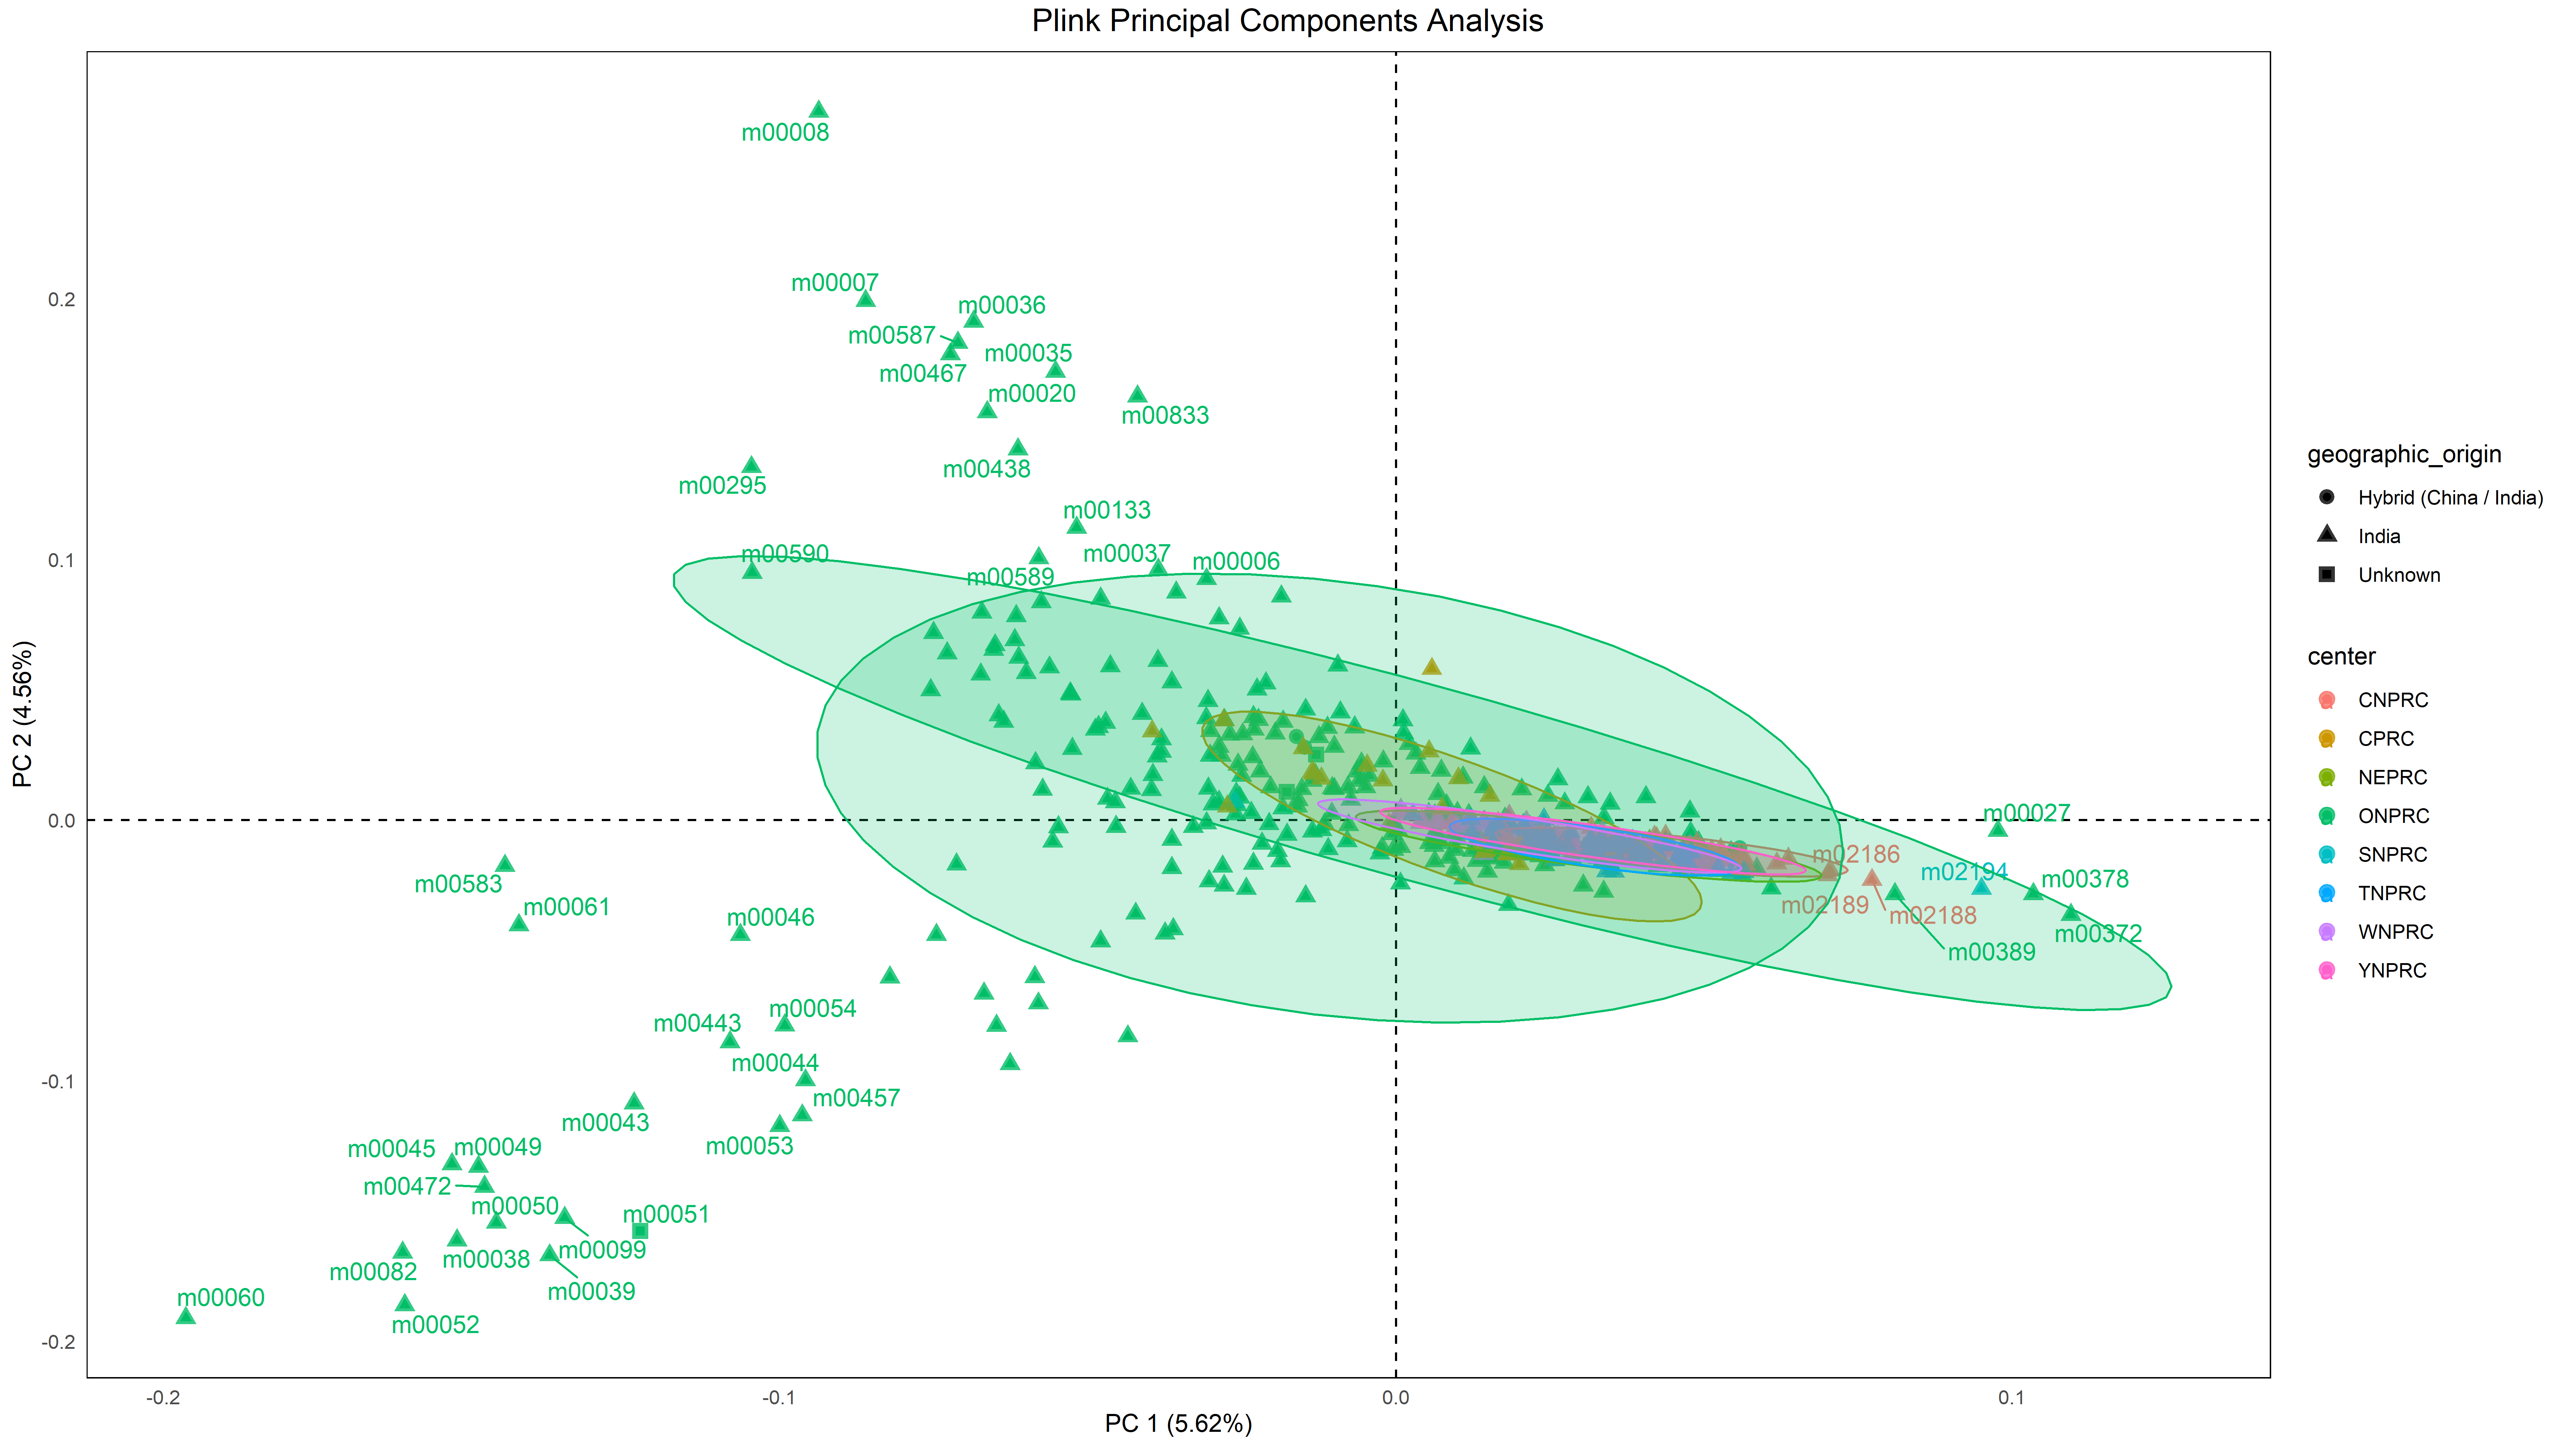 Plink Principal Components Analysis
m00008
m00007
m00036
m00587
m00035
m00467
m00020
m00833
m00438
m00295
m00133
m00590
m00037
m00006
m00589
m00027
m02186
m02194
m00378
m00583
m00061
m02189
m02188
m00046
m00372
m00389
m00054
m00443
m00044
m00457
m00043
m00053
m00045
m00049
m00472
m00050
m00051
m00038
m00099
m00082
m00039
m00060
m00052
0.2
0.1
0.0
-0.1
-0.2
PC 2 (4.56%)
-0.2
-0.1
0.0
0.1
PC 1 (5.62%)
geographic_origin
Hybrid (China / India)
India
Unknown
center
CNPRC
CPRC
NEPRC
ONPRC
SNPRC
TNPRC
WNPRC
YNPRC